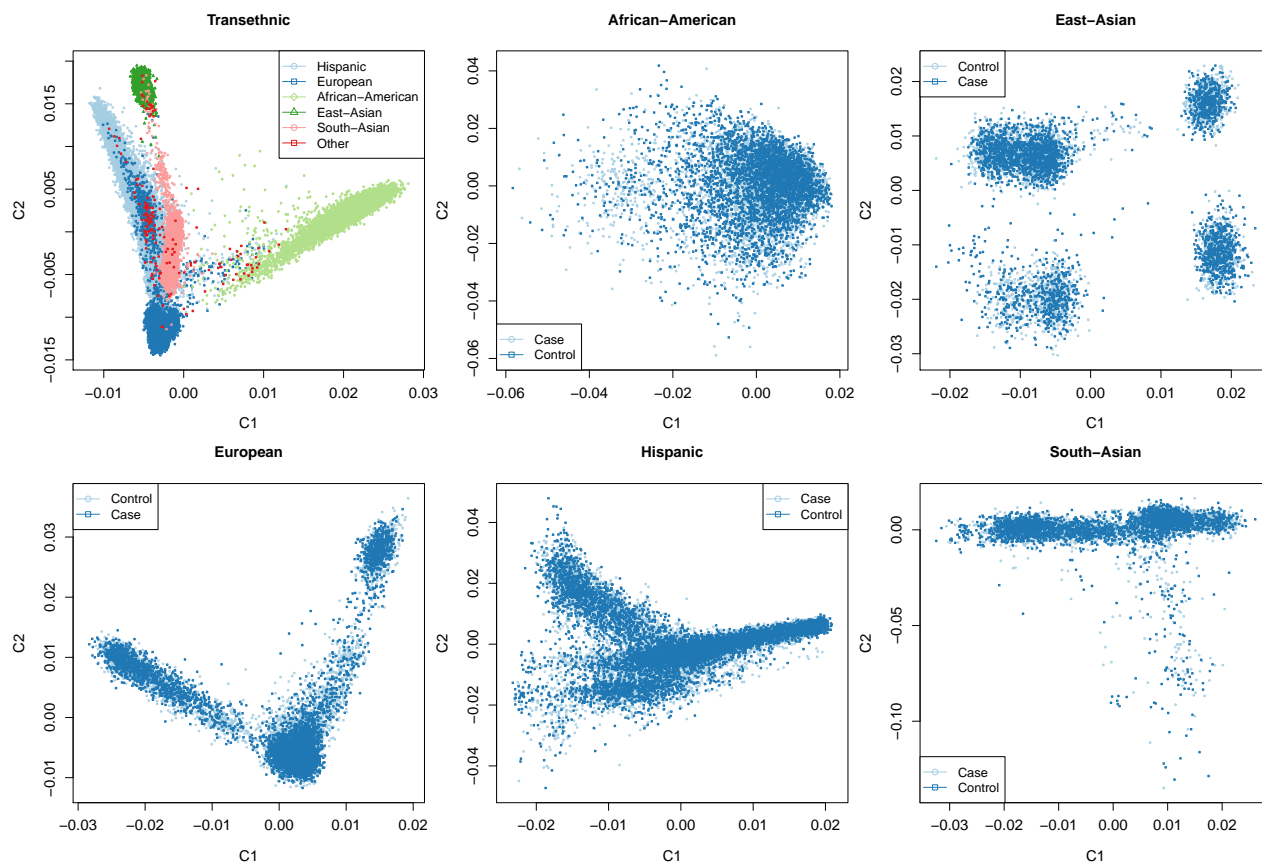 Transethnic
Hispanic
European
African−American
East−Asian
South−Asian
Other
−0.015
−0.005
0.005
0.015
C2
−0.01
0.00
0.01
0.02
0.03
C1
African−American
Case
Control
−0.06
−0.04
−0.02
0.00
0.02
0.04
C2
−0.06
−0.04
−0.02
0.00
0.02
C1
East−Asian
Control
Case
−0.03
−0.02
−0.01
0.00
0.01
0.02
C2
−0.02
−0.01
0.00
0.01
0.02
C1
European
Control
Case
−0.01
0.00
0.01
0.02
0.03
C2
−0.03
−0.02
−0.01
0.00
0.01
0.02
C1
Hispanic
Case
Control
−0.04
−0.02
0.00
0.02
0.04
C2
−0.02
−0.01
0.00
0.01
0.02
C1
South−Asian
Case
Control
−0.10
−0.05
0.00
C2
−0.03
−0.02
−0.01
0.00
0.01
0.02
C1